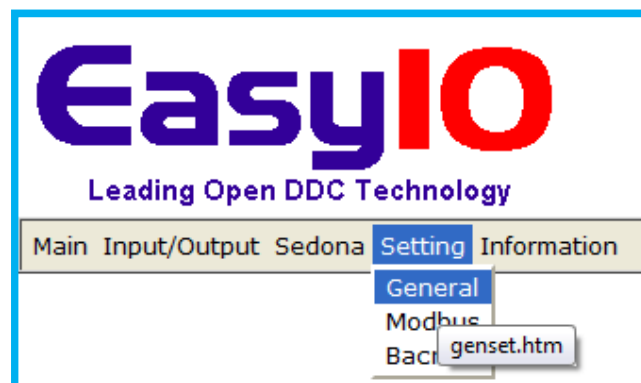 EasyIO
Leading Open DDC Technology
Main Input/Output Sedona Setting Information
General
Modbus
genset.htm